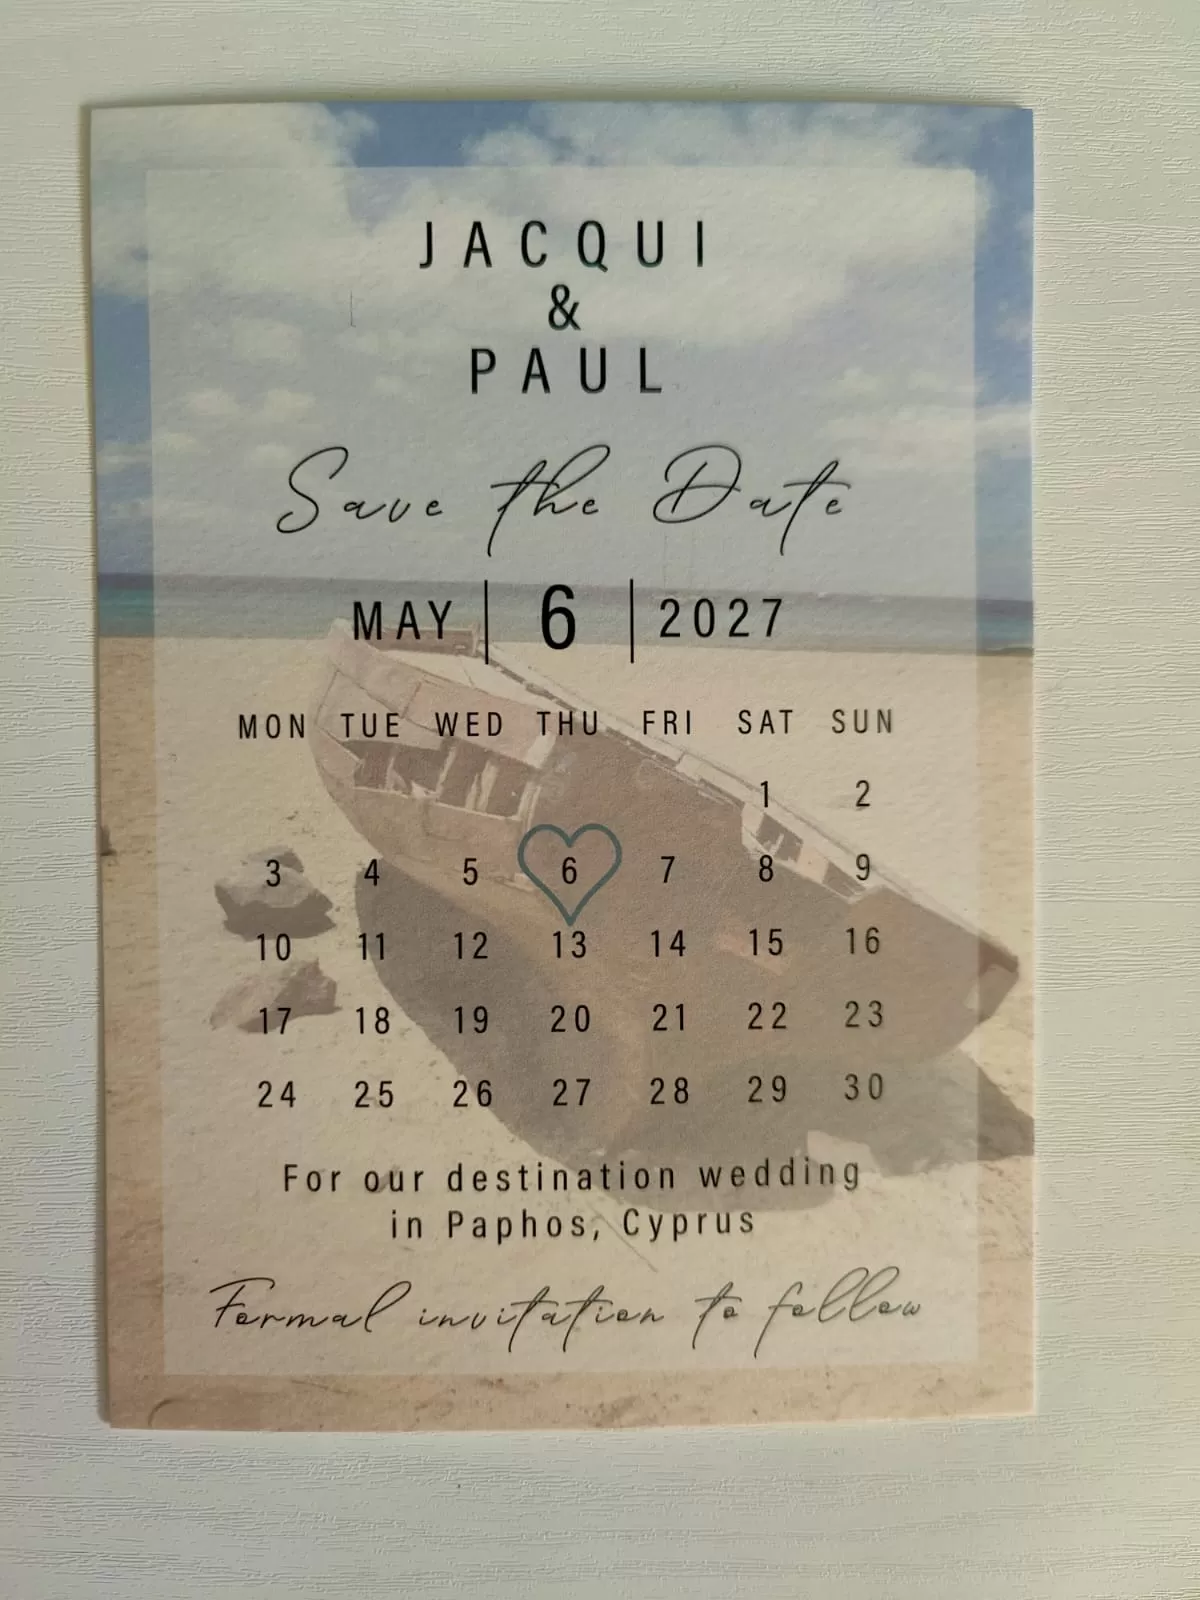 JACQUI
&
PAUL
Save the Date
MAY | 6 | 2027
MON TUE WED THU FRI SAT SUN
1 2
3 4 5 6 7 8 9
10 11 12 13 14 15 16
17 18 19 20 21 22 23
24 25 26 27 28 29 30
For our destination wedding
in Paphos, Cyprus
Formal invitation to follow